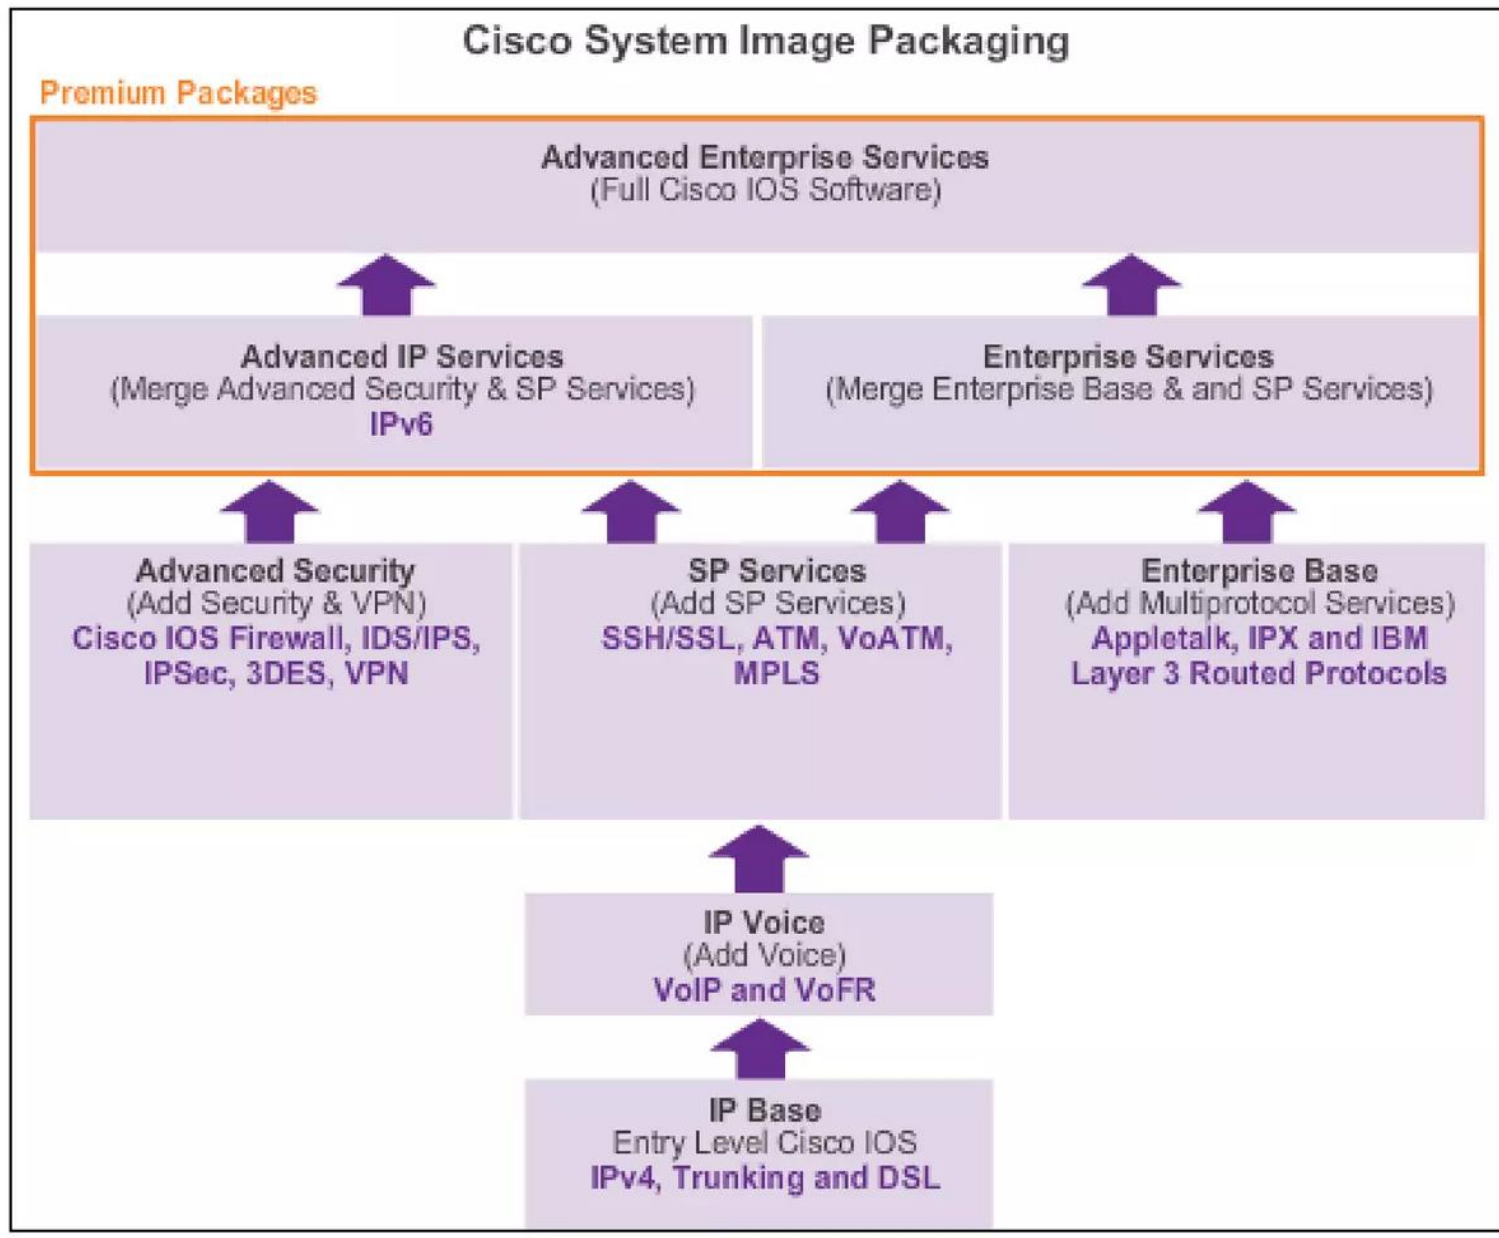 Cisco System Image Packaging
Premium Packages
Advanced Enterprise Services
(Full Cisco IOS Software)
Advanced IP Services
(Merge Advanced Security & SP Services)
IPv6
Enterprise Services
(Merge Enterprise Base & and SP Services)
Advanced Security
(Add Security & VPN)
Cisco IOS Firewall, IDS/IPS,
IPSec, 3DES, VPN
SP Services
(Add SP Services)
SSH/SSL, ATM, VoATM,
MPLS
Enterprise Base
(Add Multiprotocol Services)
Appletalk, IPX and IBM
Layer 3 Routed Protocols
IP Voice
(Add Voice)
VoIP and VoFR
IP Base
Entry Level Cisco IOS
IPv4, Trunking and DSL